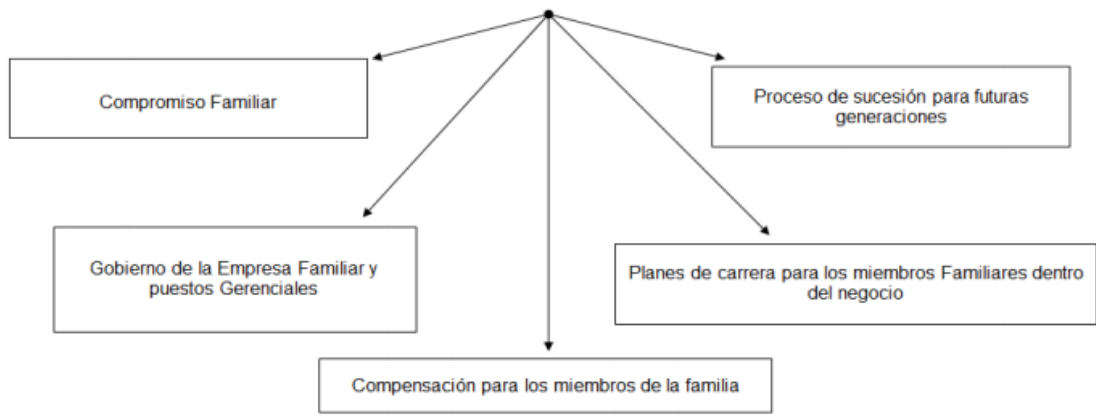 Compromiso Familiar
Proceso de sucesión para futuras
generaciones
Gobierno de la Empresa Familiar y
puestos Gerenciales
Planes de carrera para los miembros Familiares dentro
del negocio
Compensación para los miembros de la familia